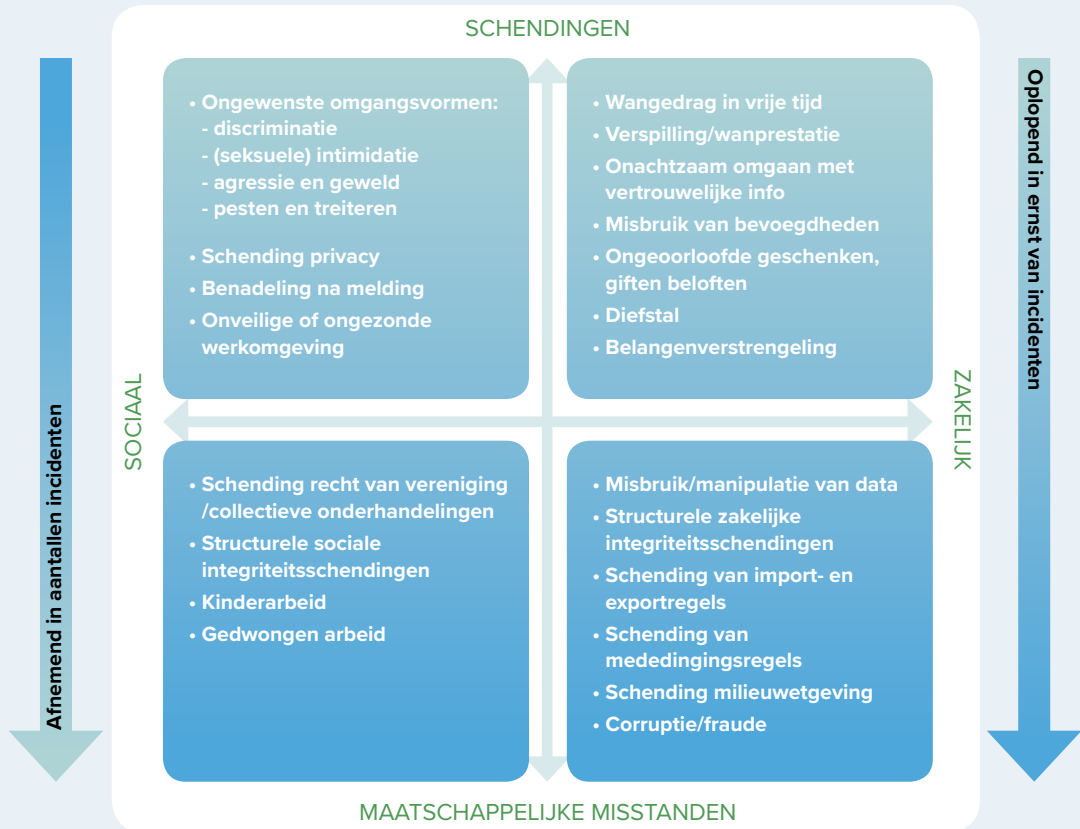 SCHENDINGEN
Afnemend in aantallen incidenten
SOCIAAL
• Ongewenste omgangsvormen:
- discriminatie
- (seksuele) intimidatie
- agressie en geweld
- pesten en treiteren
• Schending privacy
• Benadeling na melding
• Onveilige of ongezonde
werkomgeving
• Wangedrag in vrije tijd
• Verspilling/wanprestatie
• Onachtzaam omgaan met
vertrouwelijke info
• Misbruik van bevoegdheden
• Ongeoorloofde geschenken,
giften beloften
• Diefstal
• Belangenverstrengeling
ZAKELIJK
Oplopend in ernst van incidenten
• Schending recht van vereniging
/collectieve onderhandelingen
• Structurele sociale
integriteitsschendingen
• Kinderarbeid
• Gedwongen arbeid
• Misbruik/manipulatie van data
• Structurele zakelijke
integriteitsschendingen
• Schending van import- en
exportregels
• Schending van
mededingingsregels
• Schending milieuwetgeving
• Corruptie/fraude
MAATSCHAPPELIJKE MISSTANDEN